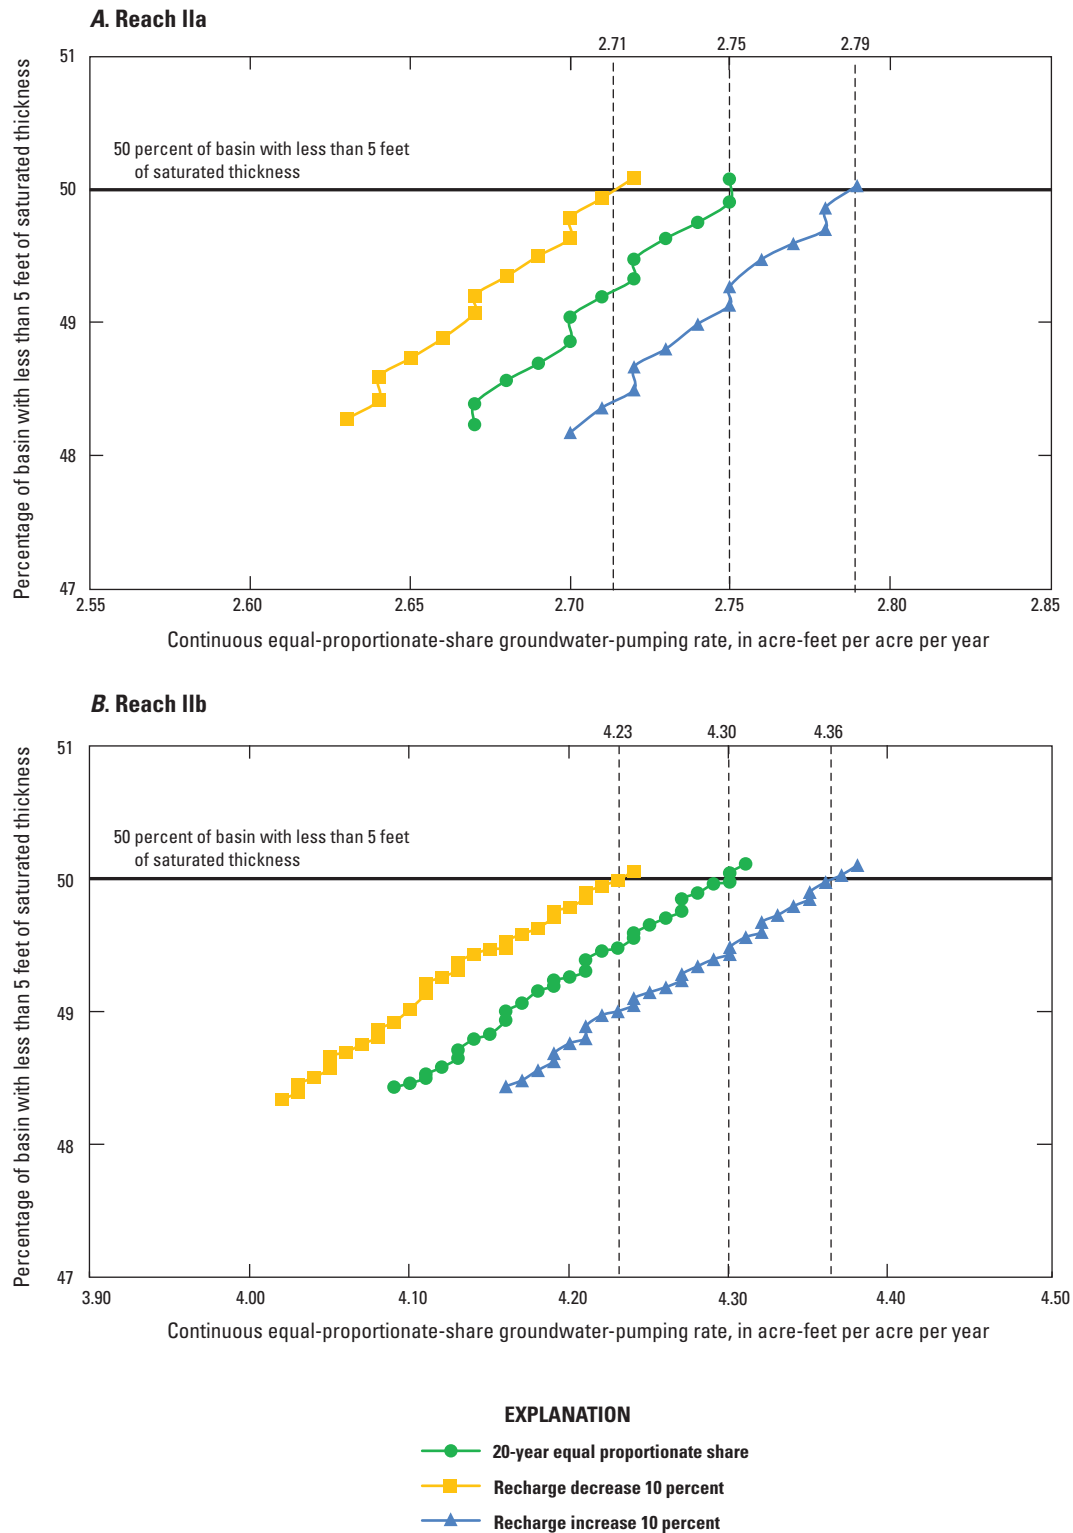 A. Reach IIa
2.71 2.75 2.79
51
50 percent of basin with less than 5 feet
of saturated thickness
50
49
48
47
Percentage of basin with less than 5 feet of saturated thickness
2.55 2.60 2.65 2.70 2.75 2.80 2.85
Continuous equal-proportionate-share groundwater-pumping rate, in acre-feet per acre per year
B. Reach IIb
4.23 4.30 4.36
51
50 percent of basin with less than 5 feet
of saturated thickness
50
49
48
47
Percentage of basin with less than 5 feet of saturated thickness
3.90 4.00 4.10 4.20 4.30 4.40 4.50
Continuous equal-proportionate-share groundwater-pumping rate, in acre-feet per acre per year
EXPLANATION
20-year equal proportionate share
Recharge decrease 10 percent
Recharge increase 10 percent